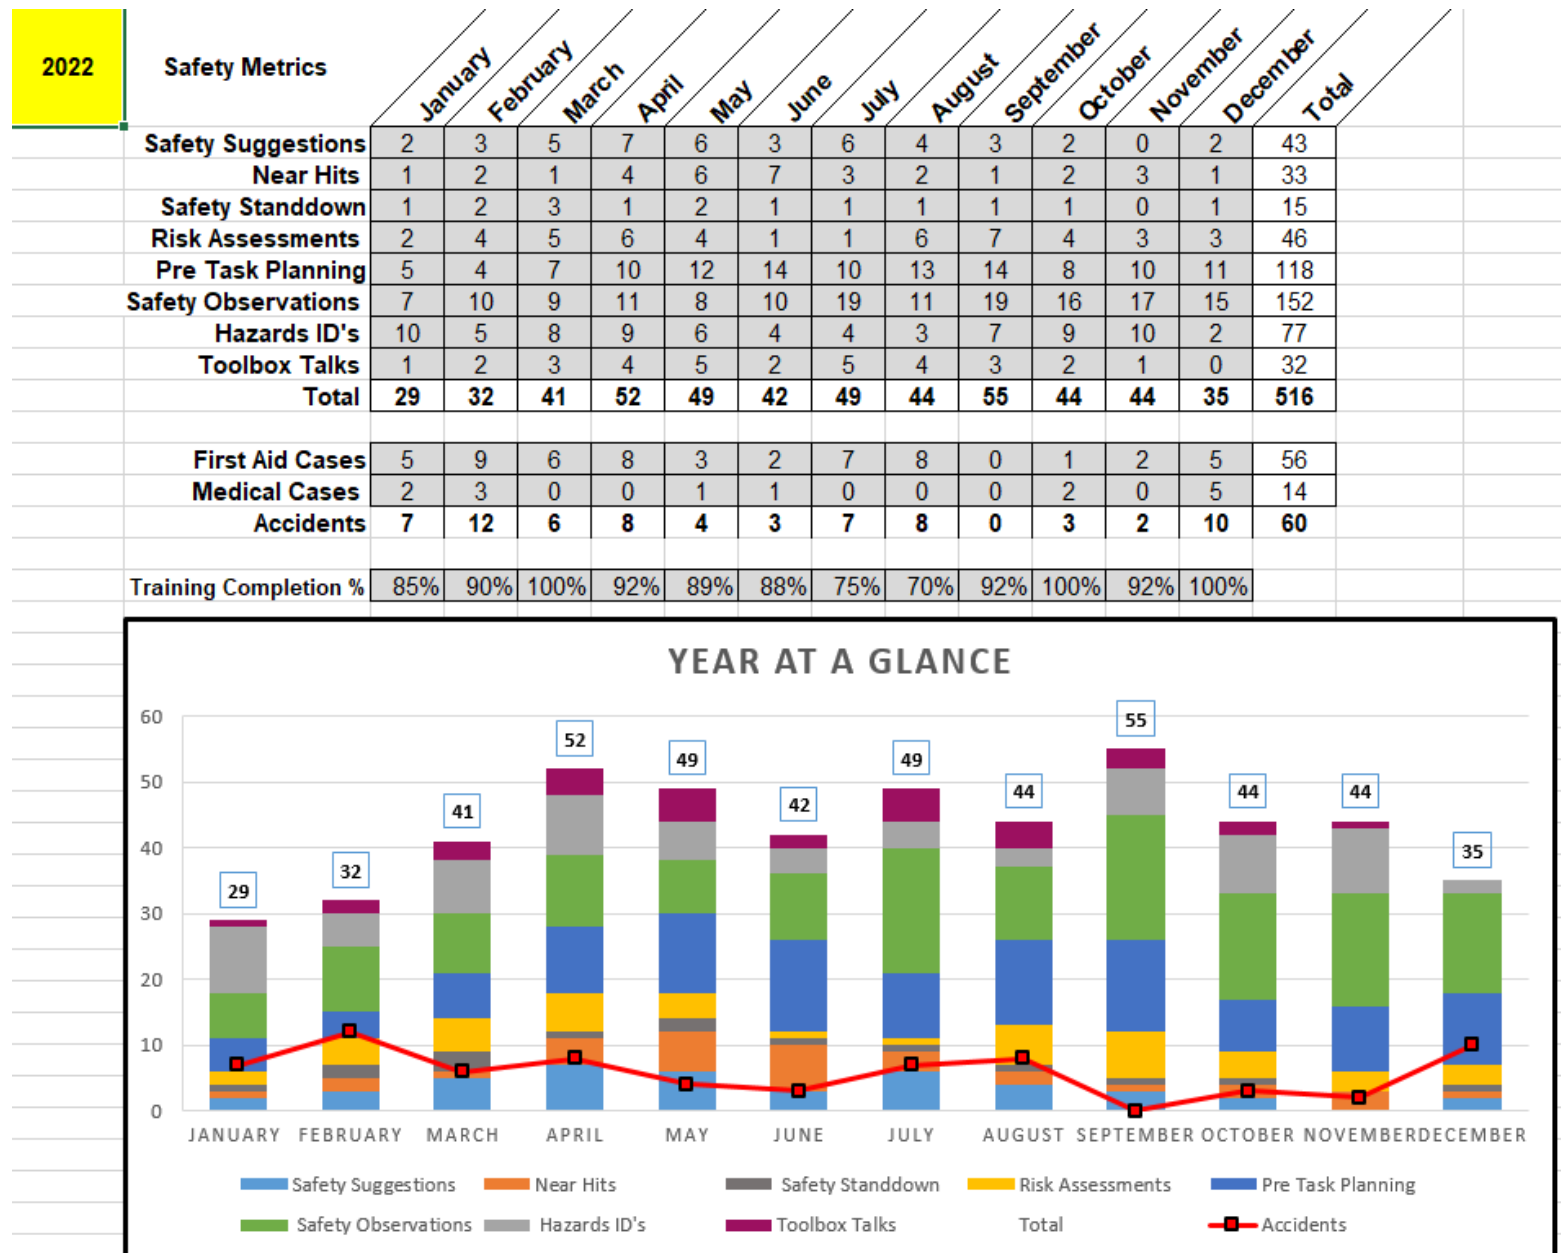 2022 Safety Metrics January February March April May June July August September October November December Total
Safety Suggestions 2 3 5 7 6 3 6 4 3 2 0 2 43
Near Hits 1 2 1 4 6 7 3 2 1 2 3 1 33
Safety Standdown 1 2 3 1 2 1 1 1 1 1 0 1 15
Risk Assessments 2 4 5 6 4 1 1 6 7 4 3 3 46
Pre Task Planning 5 4 7 10 12 14 10 13 14 8 10 11 118
Safety Observations 7 10 9 11 8 10 19 11 19 16 17 15 152
Hazards ID's 10 5 8 9 6 4 4 3 7 9 10 2 77
Toolbox Talks 1 2 3 4 5 2 5 4 3 2 1 0 32
Total 29 32 41 52 49 42 49 44 55 44 44 35 516
First Aid Cases 5 9 6 8 3 2 7 8 0 1 2 5 56
Medical Cases 2 3 0 0 1 1 0 0 0 2 0 5 14
Accidents 7 12 6 8 4 3 7 8 0 3 2 10 60
Training Completion % 85% 90% 100% 92% 89% 88% 75% 70% 92% 100% 92% 100%
YEAR AT A GLANCE
60
50
40
30
20
10
0
29 32 41 52 49 42 49 44 55 44 44 35
JANUARY FEBRUARY MARCH APRIL MAY JUNE JULY AUGUST SEPTEMBER OCTOBER NOVEMBER DECEMBER
Safety Suggestions Near Hits Safety Standdown Risk Assessments Pre Task Planning
Safety Observations Hazards ID's Toolbox Talks Total Accidents